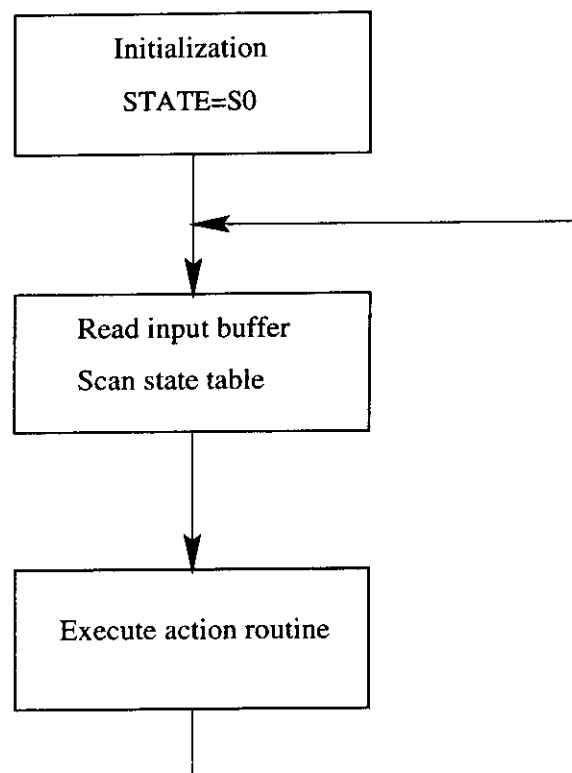 Initialization
STATE=S0
Read input buffer
Scan state table
Execute action routine